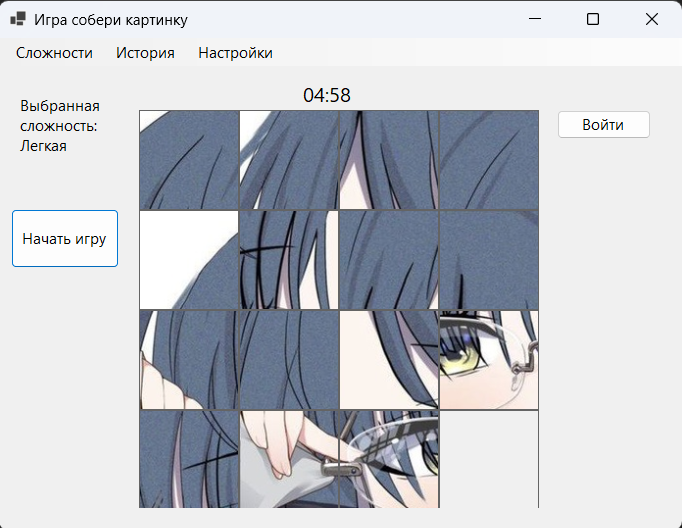 Игра собери картинку
Сложности История Настройки
04:58
Выбранная
сложность:
Легкая
Войти
Начать игру